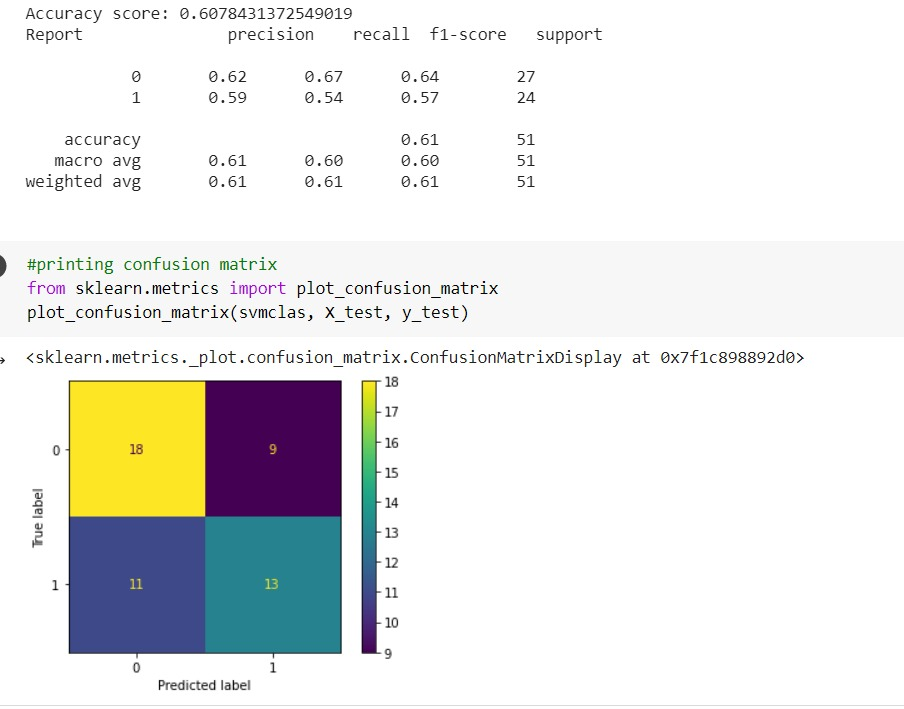 Accuracy score: 0.6078431372549019
Report precision recall f1-score support
0 0.62 0.67 0.64 27
1 0.59 0.54 0.57 24
accuracy 0.61 51
macro avg 0.61 0.60 0.60 51
weighted avg 0.61 0.61 0.61 51
#printing confusion matrix
from sklearn.metrics import plot_confusion_matrix
plot_confusion_matrix(svmclas, X_test, y_test)
<sklearn.metrics._plot.confusion_matrix.ConfusionMatrixDisplay at 0x7f1c898892d0>
18
17
16
15
14
13
12
11
10
9
True label
0
1
18 9
11 13
0 1
Predicted label